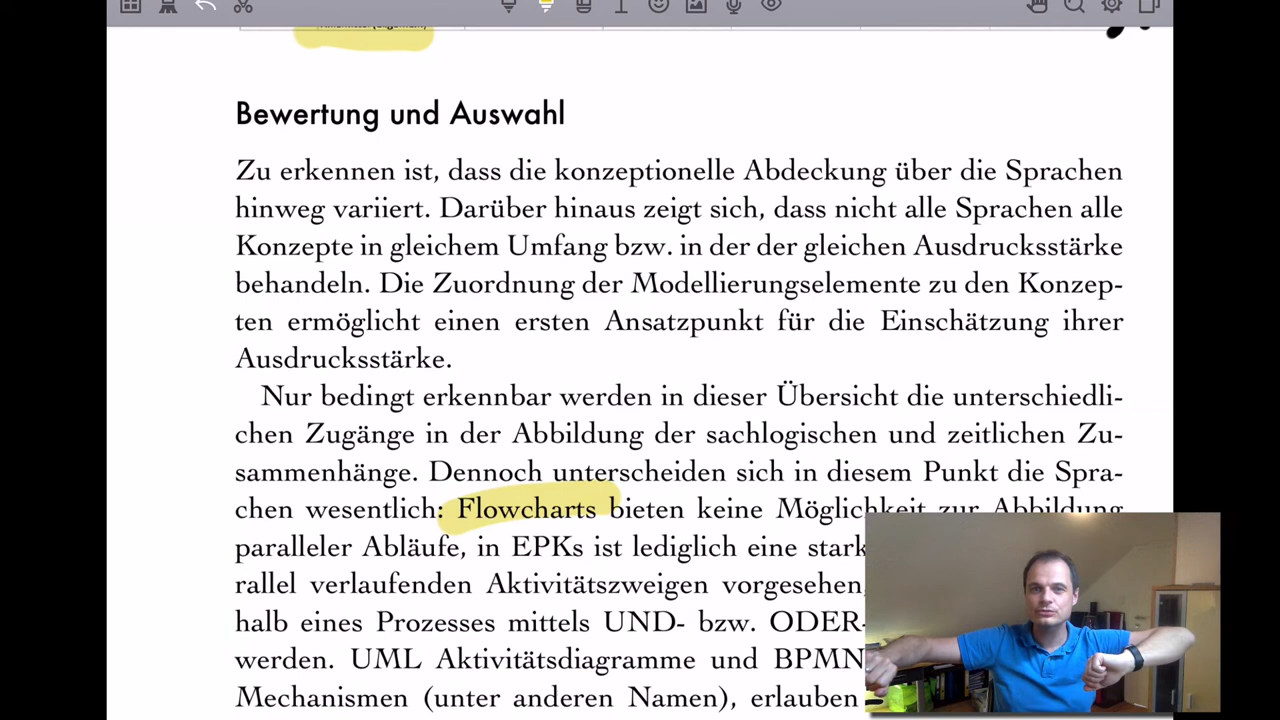 Bewertung und Auswahl
Zu erkennen ist, dass die konzeptionelle Abdeckung über die Sprachen
hinweg variiert. Darüber hinaus zeigt sich, dass nicht alle Sprachen alle
Konzepte in gleichem Umfang bzw. in der der gleichen Ausdrucksstärke
behandeln. Die Zuordnung der Modellierungselemente zu den Konzep-
ten ermöglicht einen ersten Ansatzpunkt für die Einschätzung ihrer
Ausdrucksstärke.
Nur bedingt erkennbar werden in dieser Übersicht die unterschiedli-
chen Zugänge in der Abbildung der sachlogischen und zeitlichen Zu-
sammenhänge. Dennoch unterscheiden sich in diesem Punkt die Spra-
chen wesentlich: Flowcharts bieten keine Möglichkeit zur Abbildung
paralleler Abläufe, in EPKs ist lediglich eine stark
rallel verlaufenden Aktivitätszweigen vorgesehen,
halb eines Prozesses mittels UND- bzw. ODER-
werden. UML Aktivitätsdiagramme und BPMN
Mechanismen (unter anderen Namen), erlauben